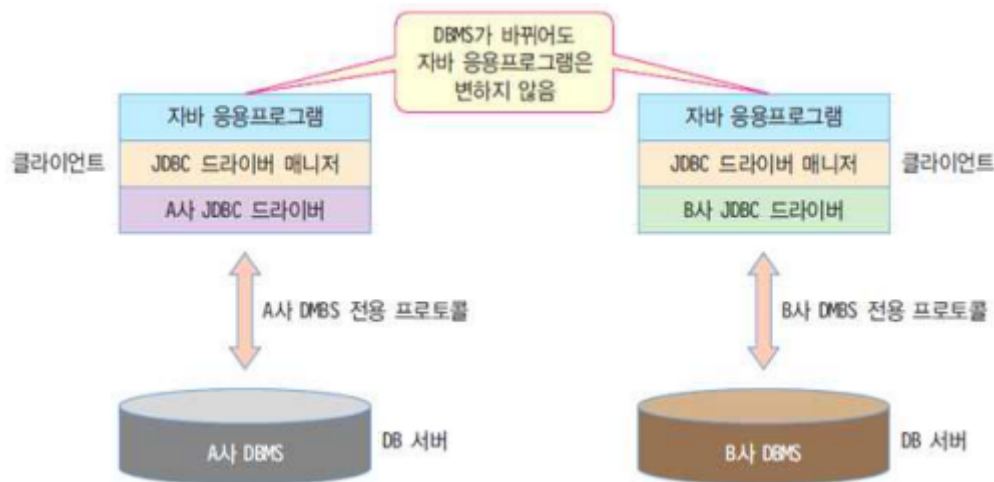 DBMS가 바뀌어도
자바 응용프로그램은
변하지 않음
자바 응용프로그램
자바 응용프로그램
클라이언트
JDBC 드라이버 매니저
JDBC 드라이버 매니저
클라이언트
A사 JDBC 드라이버
B사 JDBC 드라이버
A사 DMBS 전용 프로토콜
B사 DMBS 전용 프로토콜
A사 DBMS
DB 서버
B사 DBMS
DB 서버